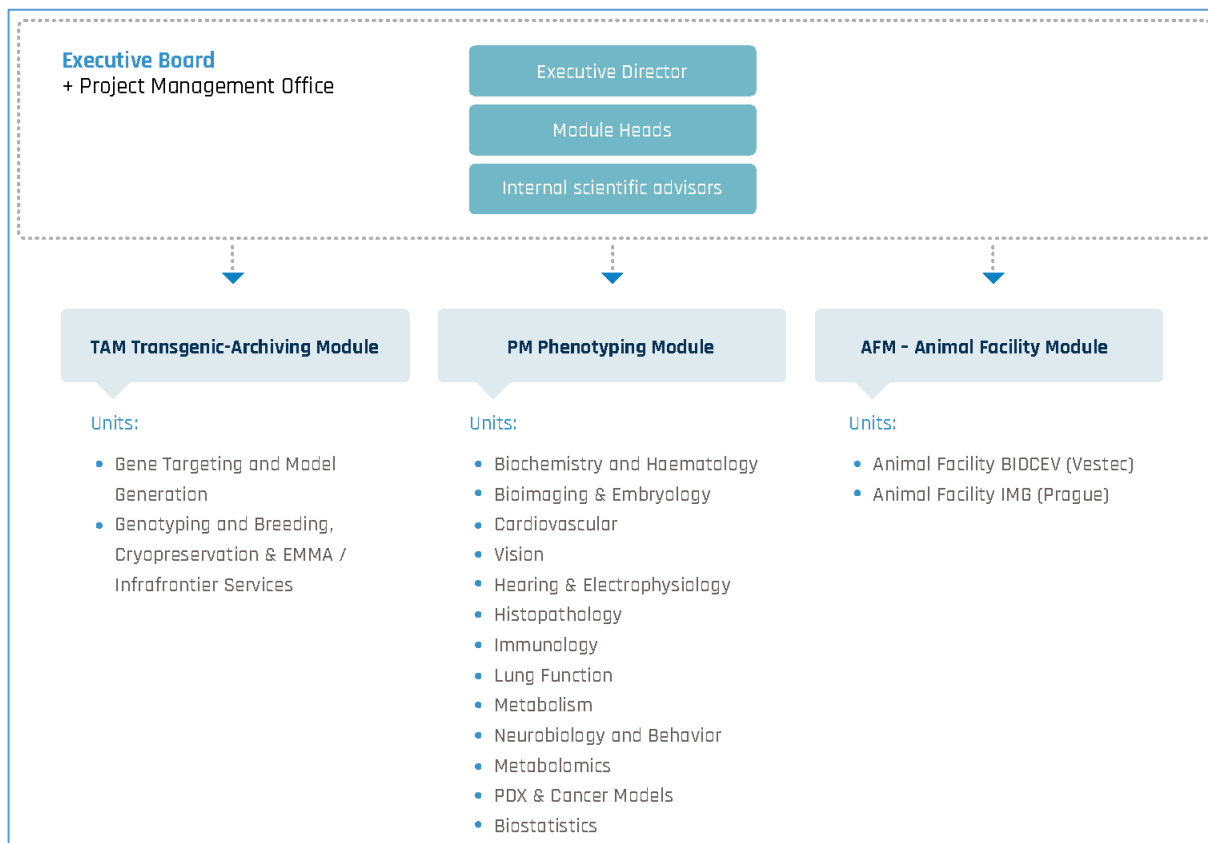 Executive Board
+ Project Management Office
Executive Director
Module Heads
Internal scientific advisors
TAM Transgenic-Archiving Module
Units:
• Gene Targeting and Model
Generation
• Genotyping and Breeding,
Cryopreservation & EMMA /
Infrafrontier Services
PM Phenotyping Module
Units:
• Biochemistry and Haematology
• Bioimaging & Embryology
• Cardiovascular
• Vision
• Hearing & Electrophysiology
• Histopathology
• Immunology
• Lung Function
• Metabolism
• Neurobiology and Behavior
• Metabolomics
• PDX & Cancer Models
• Biostatistics
AFM – Animal Facility Module
Units:
• Animal Facility BIOCEV (Vestec)
• Animal Facility IMG (Prague)